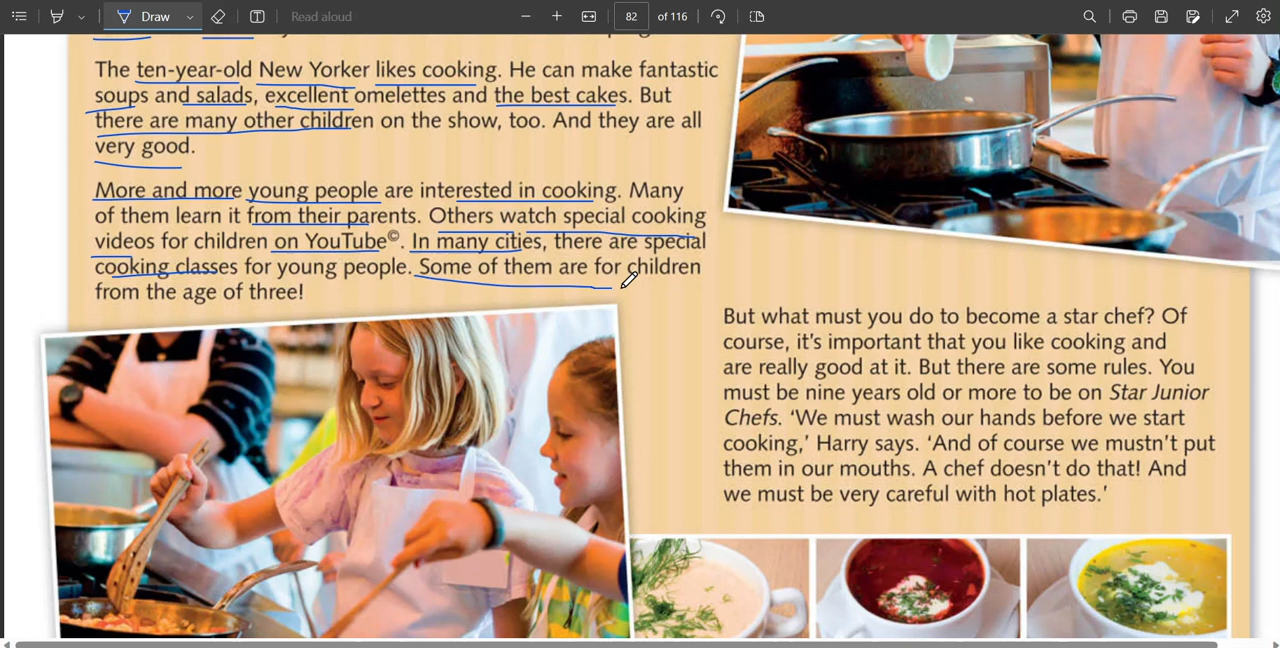 Draw
Read aloud
82
of 116
The ten-year-old New Yorker likes cooking. He can make fantastic
soups and salads, excellent omelettes and the best cakes. But
there are many other children on the show, too. And they are all
very good.
More and more young people are interested in cooking. Many
of them learn it from their parents. Others watch special cooking
videos for children on YouTube©. In many cities, there are special
cooking classes for young people. Some of them are for children
from the age of three!
But what must you do to become a star chef? Of
course, it's important that you like cooking and
are really good at it. But there are some rules. You
must be nine years old or more to be on Star Junior
Chefs. ‘We must wash our hands before we start
cooking,’ Harry says. ‘And of course we mustn't put
them in our mouths. A chef doesn't do that! And
we must be very careful with hot plates.’